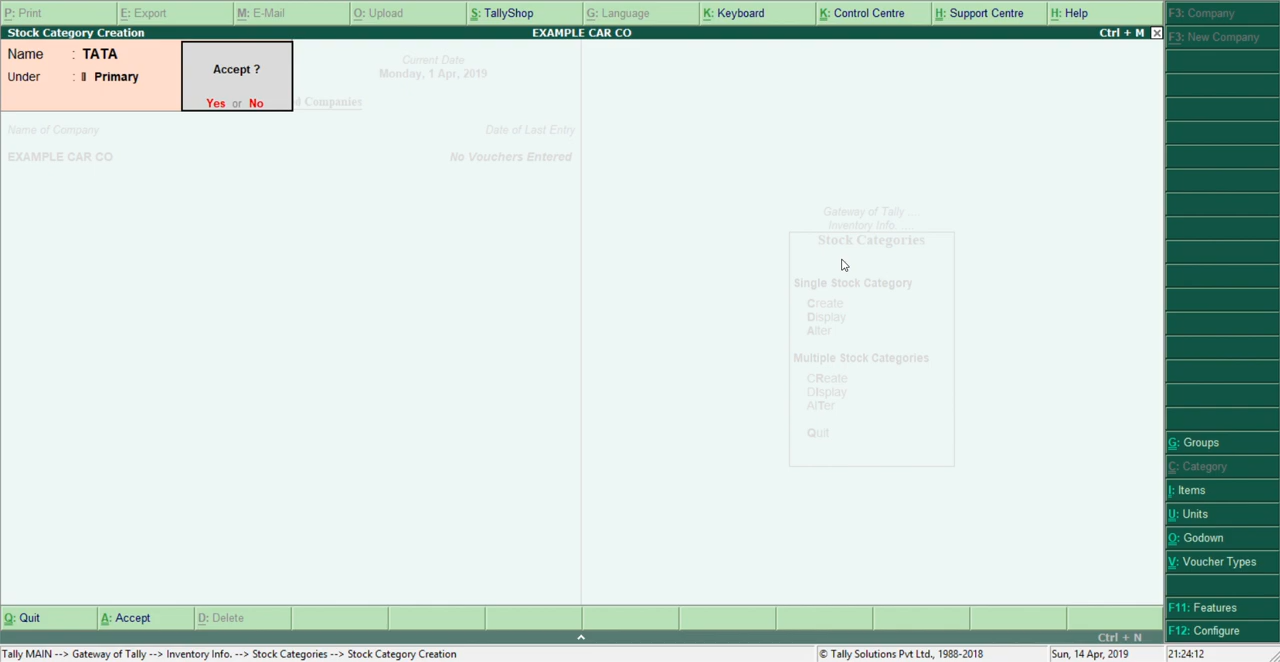 P: Print E: Export M: E-Mail O: Upload S: TallyShop G: Language K: Keyboard K: Control Centre H: Support Centre H: Help F3: Company
Stock Category Creation EXAMPLE CAR CO Ctrl + M F3: New Company
Name : TATA
Under : Primary
Accept ?
Yes or No
Current Date
Monday, 1 Apr, 2019
d Companies
Name of Company Date of Last Entry
EXAMPLE CAR CO No Vouchers Entered
Gateway of Tally ....
Inventory Info. ....
Stock Categories
Single Stock Category
Create
Display
Alter
Multiple Stock Categories
CReate
DIsplay
AlTer
Quit
G: Groups
C: Category
I: Items
U: Units
O: Godown
V: Voucher Types
F11: Features
F12: Configure
Q: Quit A: Accept D: Delete
Ctrl + N
Tally MAIN --> Gateway of Tally --> Inventory Info. --> Stock Categories --> Stock Category Creation © Tally Solutions Pvt Ltd., 1988-2018 Sun, 14 Apr, 2019 21:24:12